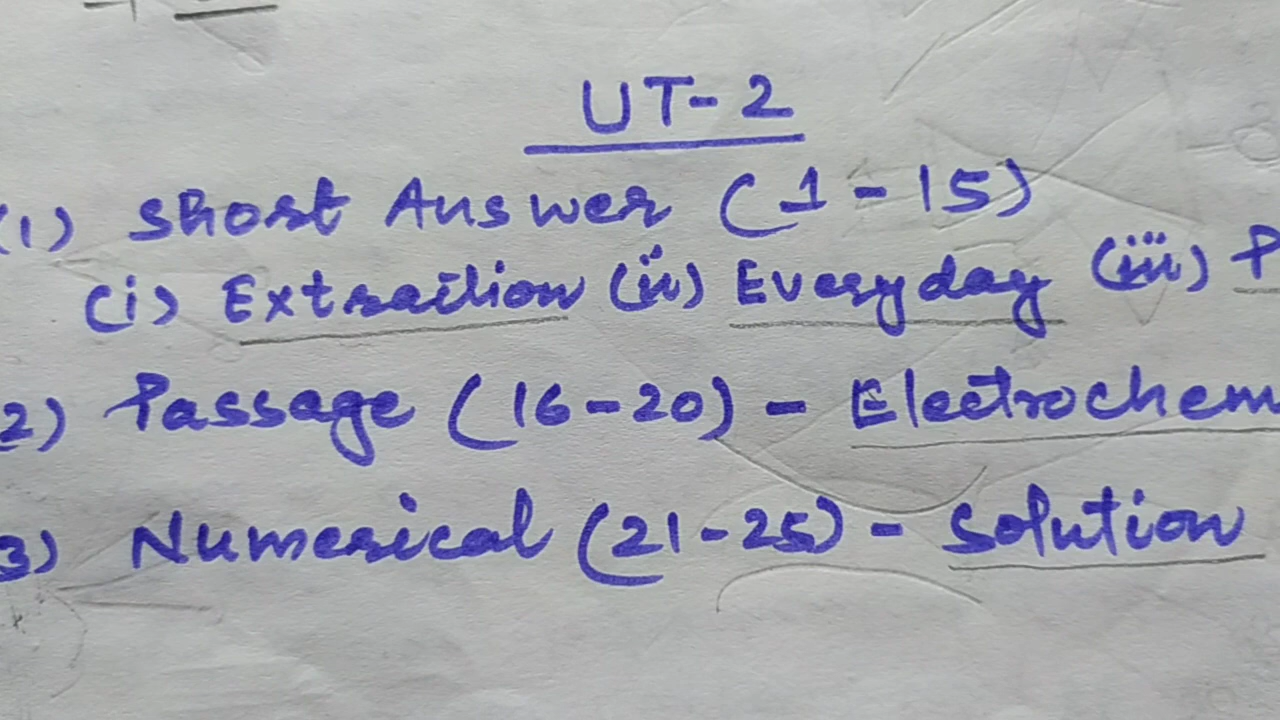 UT-2
(1) Short Answer (1-15)
(i) Extraction (ii) Everyday (iii) P
2) Passage (16-20) - Electrochem
3) Numerical (21-25) - Solution